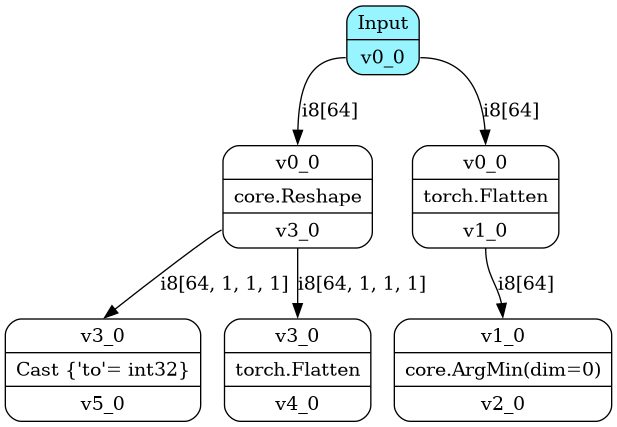 Input
v0_0
i8[64]
i8[64]
v0_0
core.Reshape
v3_0
v0_0
torch.Flatten
v1_0
i8[64, 1, 1, 1]
i8[64, 1, 1, 1]
i8[64]
v3_0
Cast {'to'= int32}
v5_0
v3_0
torch.Flatten
v4_0
v1_0
core.ArgMin(dim=0)
v2_0